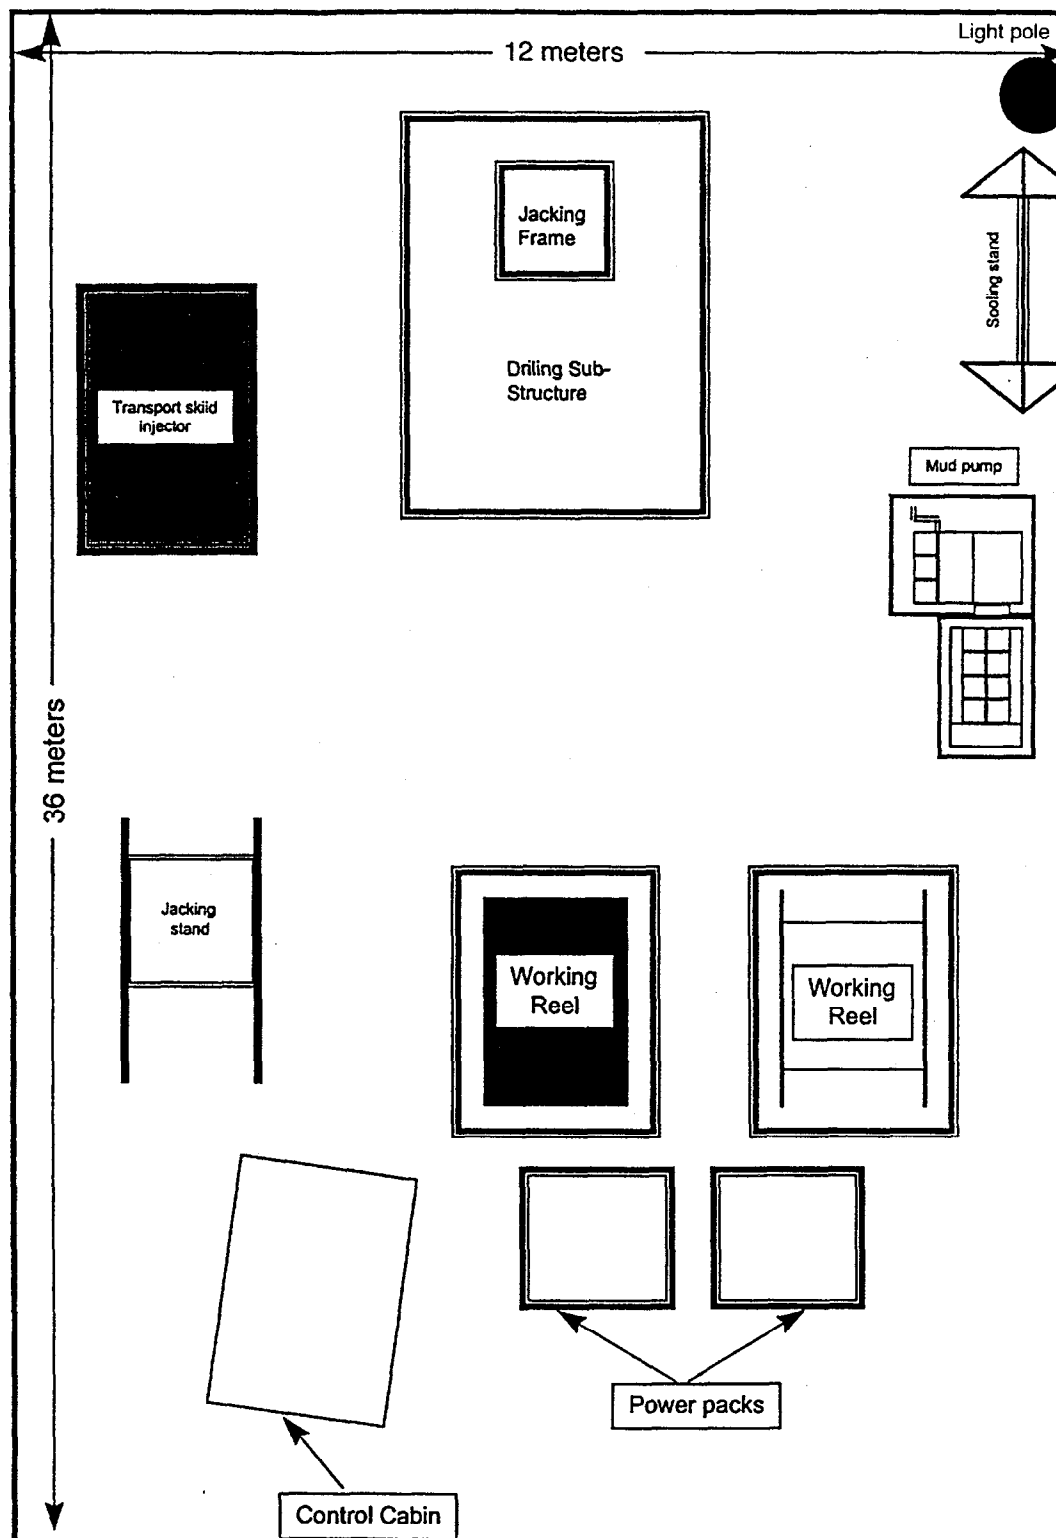 Light pole
12 meters
Jacking
Frame
Sooling stand
Driling Sub-
Structure
Transport skiid
injector
Mud pump
36 meters
Jacking
stand
Working
Reel
Working
Reel
Power packs
Control Cabin